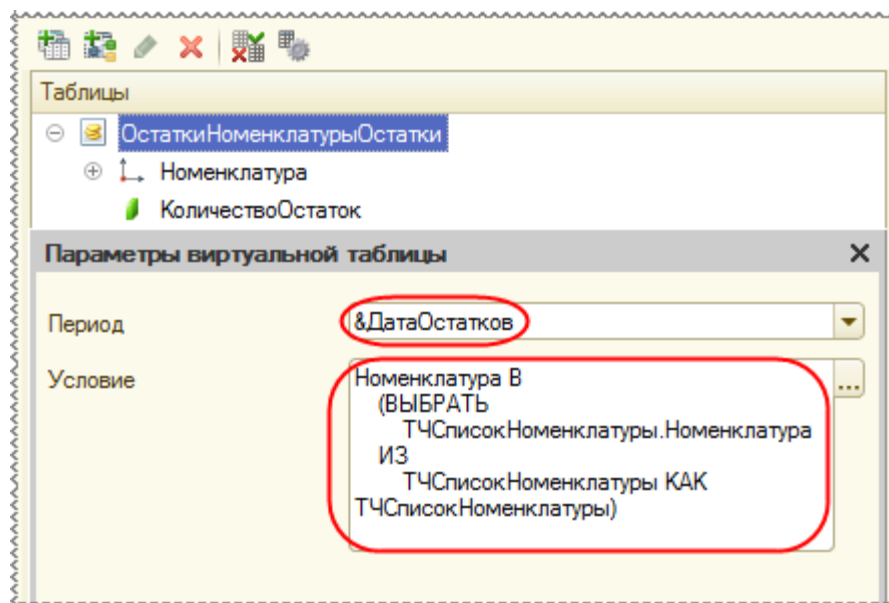 Таблицы
ОстаткиНоменклатурыОстатки
Номенклатура
КоличествоОстаток
Параметры виртуальной таблицы
Период
&ДатаОстатков
Условие
Номенклатура В
(ВЫБРАТЬ
ТЧСписокНоменклатуры.Номенклатура
ИЗ
ТЧСписокНоменклатуры КАК
ТЧСписокНоменклатуры)
...